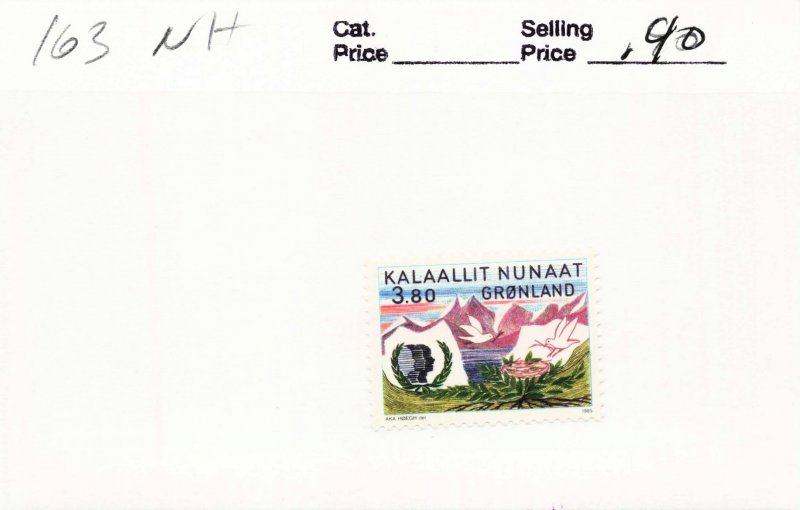 163 NH
Cat. Price
Selling Price .90
KALAALLIT NUNAAT
3.80 GRØNLAND
AKA HØEGH del 1985